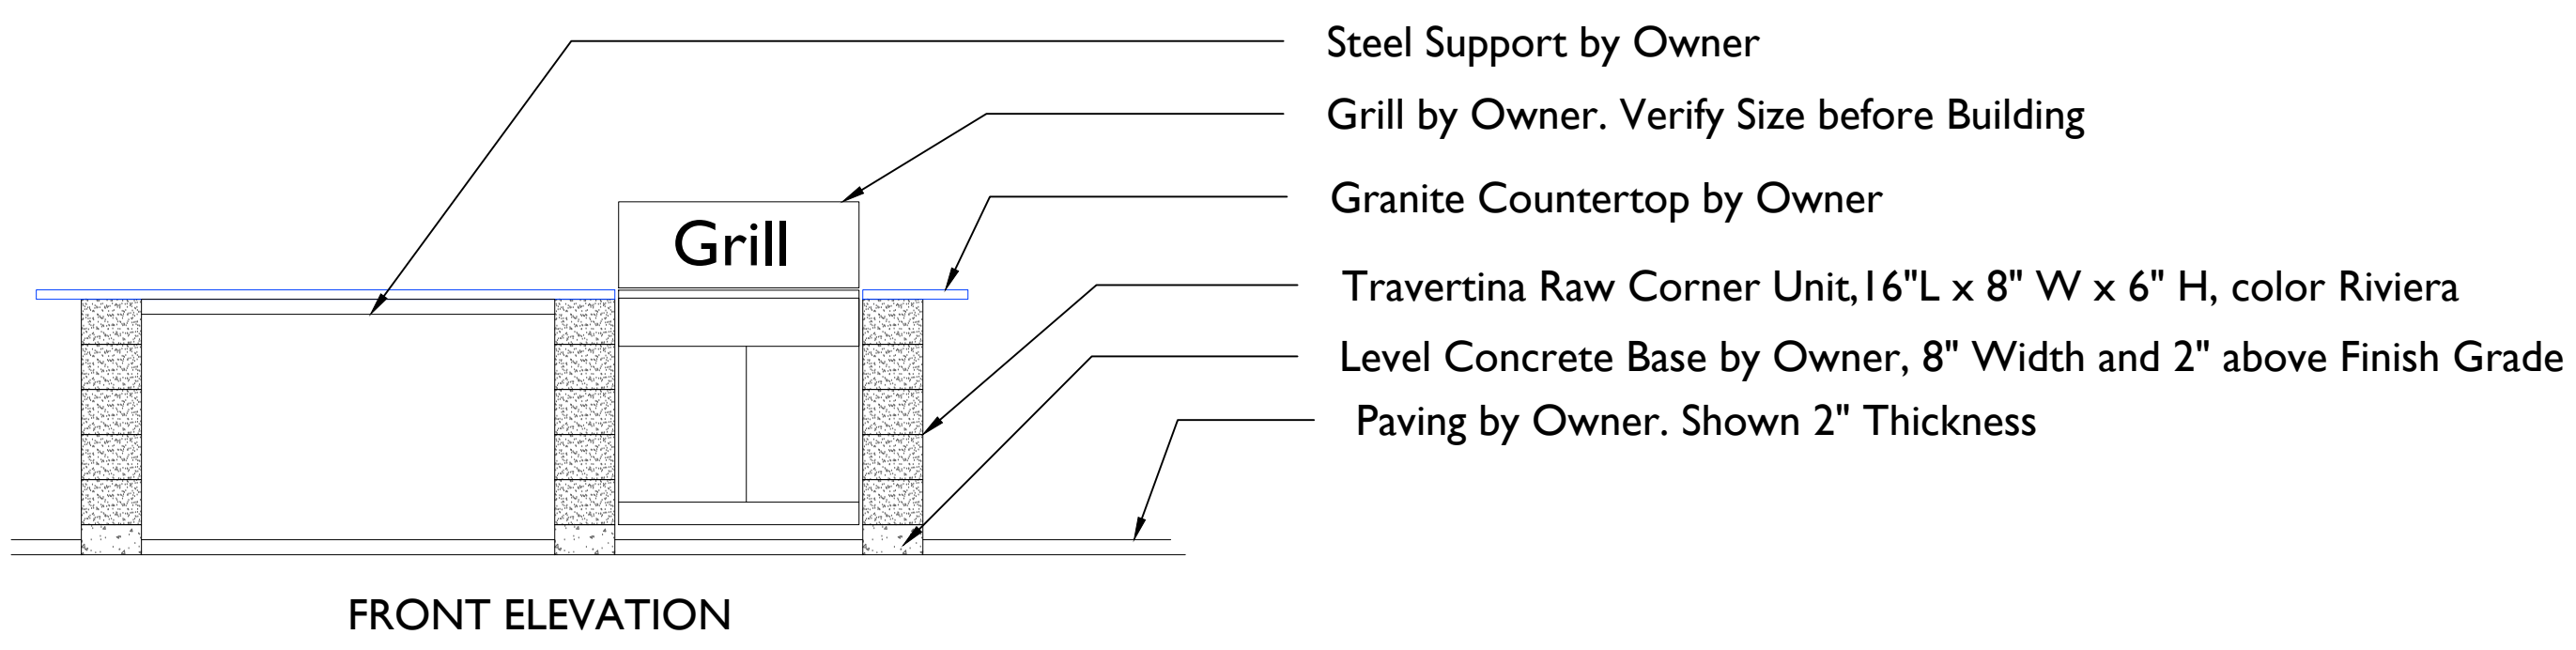 Steel Support by Owner
Grill by Owner. Verify Size before Building
Granite Countertop by Owner
Grill
Travertina Raw Corner Unit,16"L x 8" W x 6" H, color Riviera
Level Concrete Base by Owner, 8" Width and 2" above Finish Grade
Paving by Owner. Shown 2" Thickness
FRONT ELEVATION